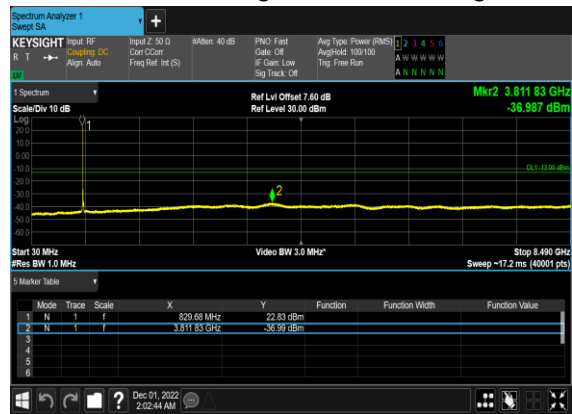 Spectrum Analyzer 1
Swept SA
+
KEYSIGHT Input: RF Input Z: 50 Ω #Atten: 40 dB PNO: Fast Avg Type: Power (RMS) 1 2 3 4 5 6
R T Coupling: DC Corr CCorr Gate: Off Avg|Hold: 100/100 A W W W W W
Align: Auto Freq Ref: Int (S) IF Gain: Low Trig: Free Run
Sig Track: Off A N N N N N
LXI
1 Spectrum Ref Lvl Offset 7.60 dB Mkr2 3.811 83 GHz
Scale/Div 10 dB Ref Level 30.00 dBm -36.987 dBm
Log
1
20.0
10.0
0.00
-10.0
DL1 -13.00 dBm
-20.0
2
-30.0
-40.0
-50.0
-60.0
Start 30 MHz Video BW 3.0 MHz* Stop 8.490 GHz
#Res BW 1.0 MHz Sweep ~17.2 ms (40001 pts)
5 Marker Table
Mode Trace Scale X Y Function Function Width Function Value
1 N 1 f 829.68 MHz 22.83 dBm
2 N 1 f 3.811 83 GHz -36.99 dBm
3
4
5
6
? Dec 01, 2022
2:02:44 AM